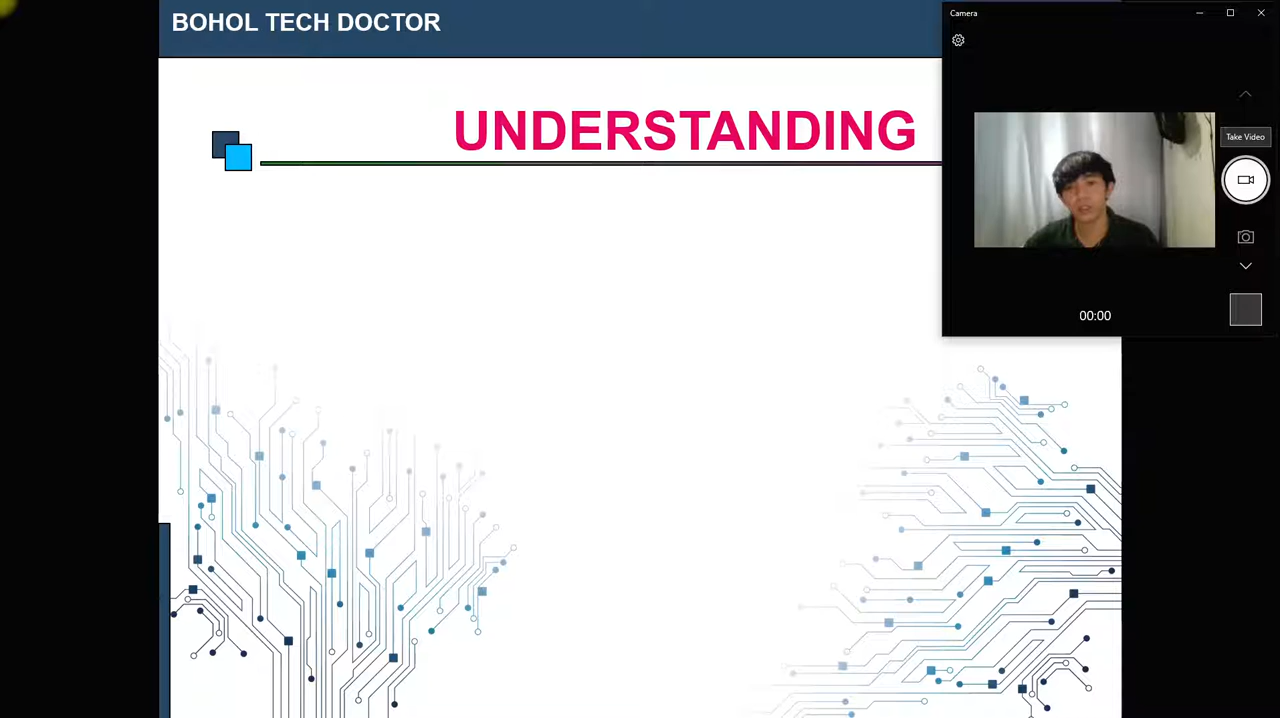 BOHOL TECH DOCTOR
Camera
UNDERSTANDING
Take Video
00:00